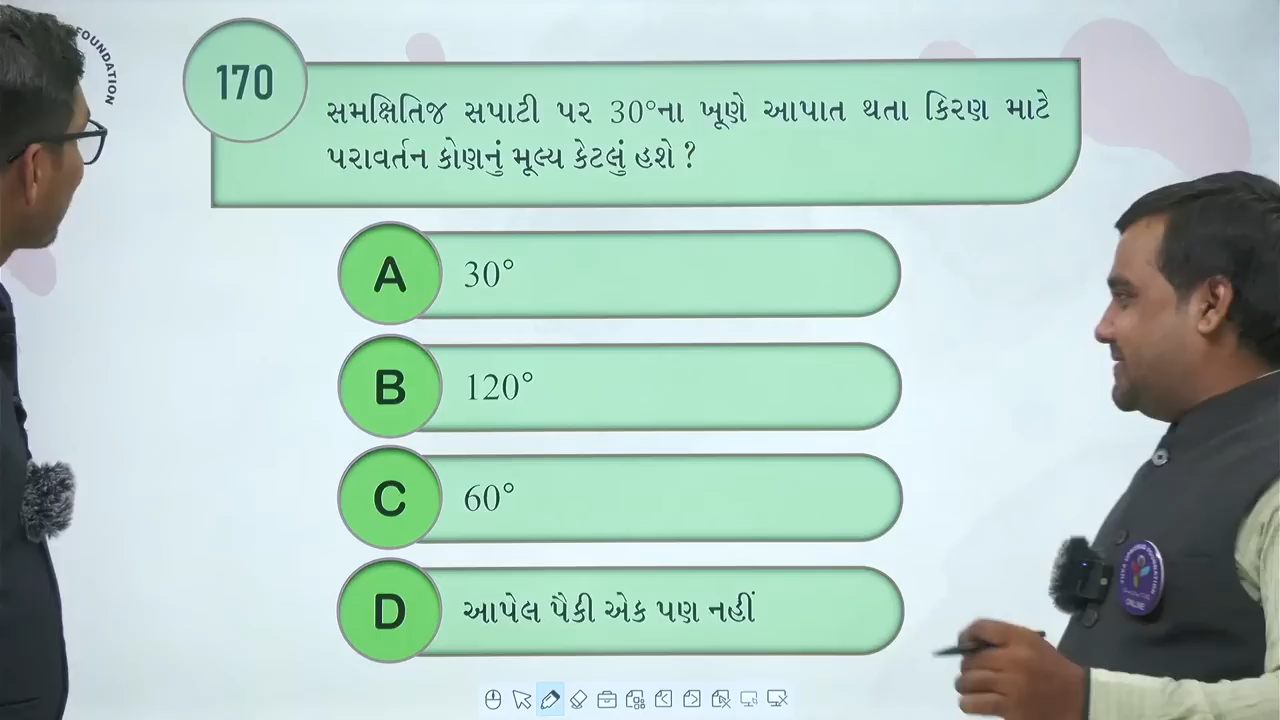 FOUNDATION
170
સમક્ષિતિજ સપાટી પર 30°ના ખૂણે આપાત થતા કિરણ માટે
પરાવર્તન કોણનું મૂલ્ય કેટલું હશે ?
A 30°
B 120°
C 60°
D આપેલ પૈકી એક પણ નહીં
ONLINE